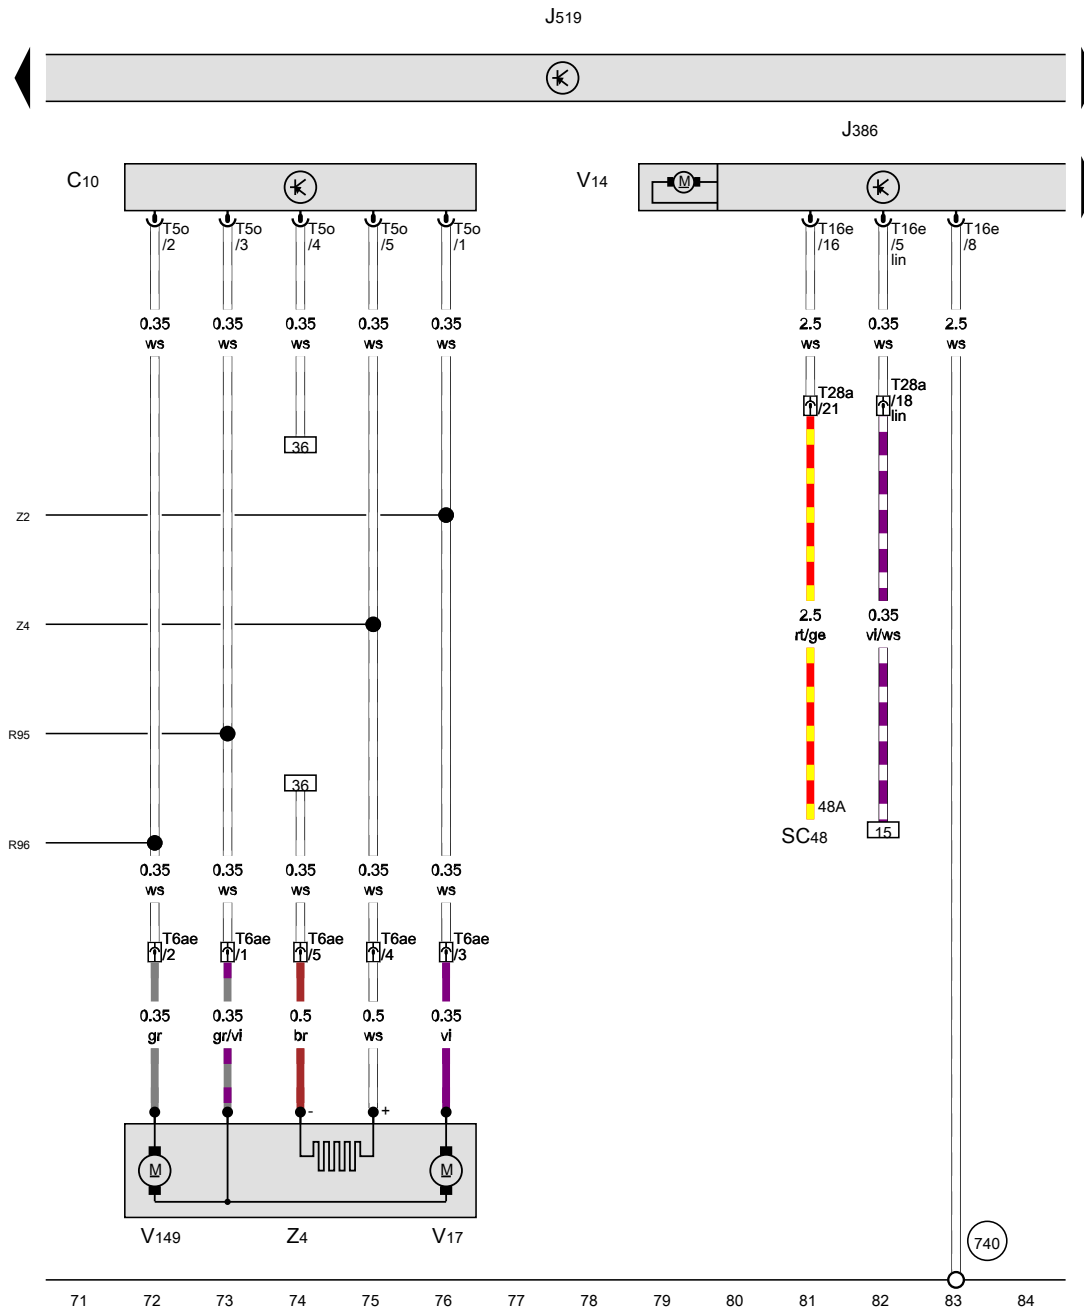 J519
J386
C10
V14
T5o
/2
T5o
/3
T5o
/4
T5o
/5
T5o
/1
T16e
/16
T16e
/5
lin
T16e
/8
0.35
ws
0.35
ws
0.35
ws
0.35
ws
0.35
ws
2.5
ws
0.35
ws
2.5
ws
T28a
/21
T28a
/18
lin
36
Z2
Z4
2.5
rt/ge
0.35
vi/ws
R95
36
48A
SC48
15
R96
0.35
ws
0.35
ws
0.35
ws
0.35
ws
0.35
ws
T6ae
/2
T6ae
/1
T6ae
/5
T6ae
/4
T6ae
/3
0.35
gr
0.35
gr/vi
0.5
br
0.5
ws
0.35
vi
-
+
M
M
M
V149
Z4
V17
740
71 72 73 74 75 76 77 78 79 80 81 82 83 84